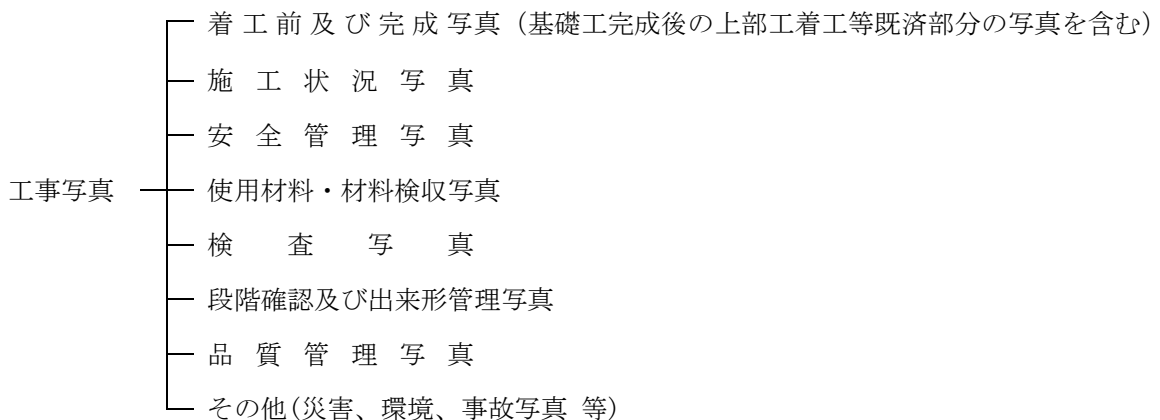 着工前及び完成写真（基礎工完成後の上部工着工等既済部分の写真を含む）
施工状況写真
安全管理写真
工事写真
使用材料・材料検収写真
検査写真
段階確認及び出来形管理写真
品質管理写真
その他(災害、環境、事故写真 等)